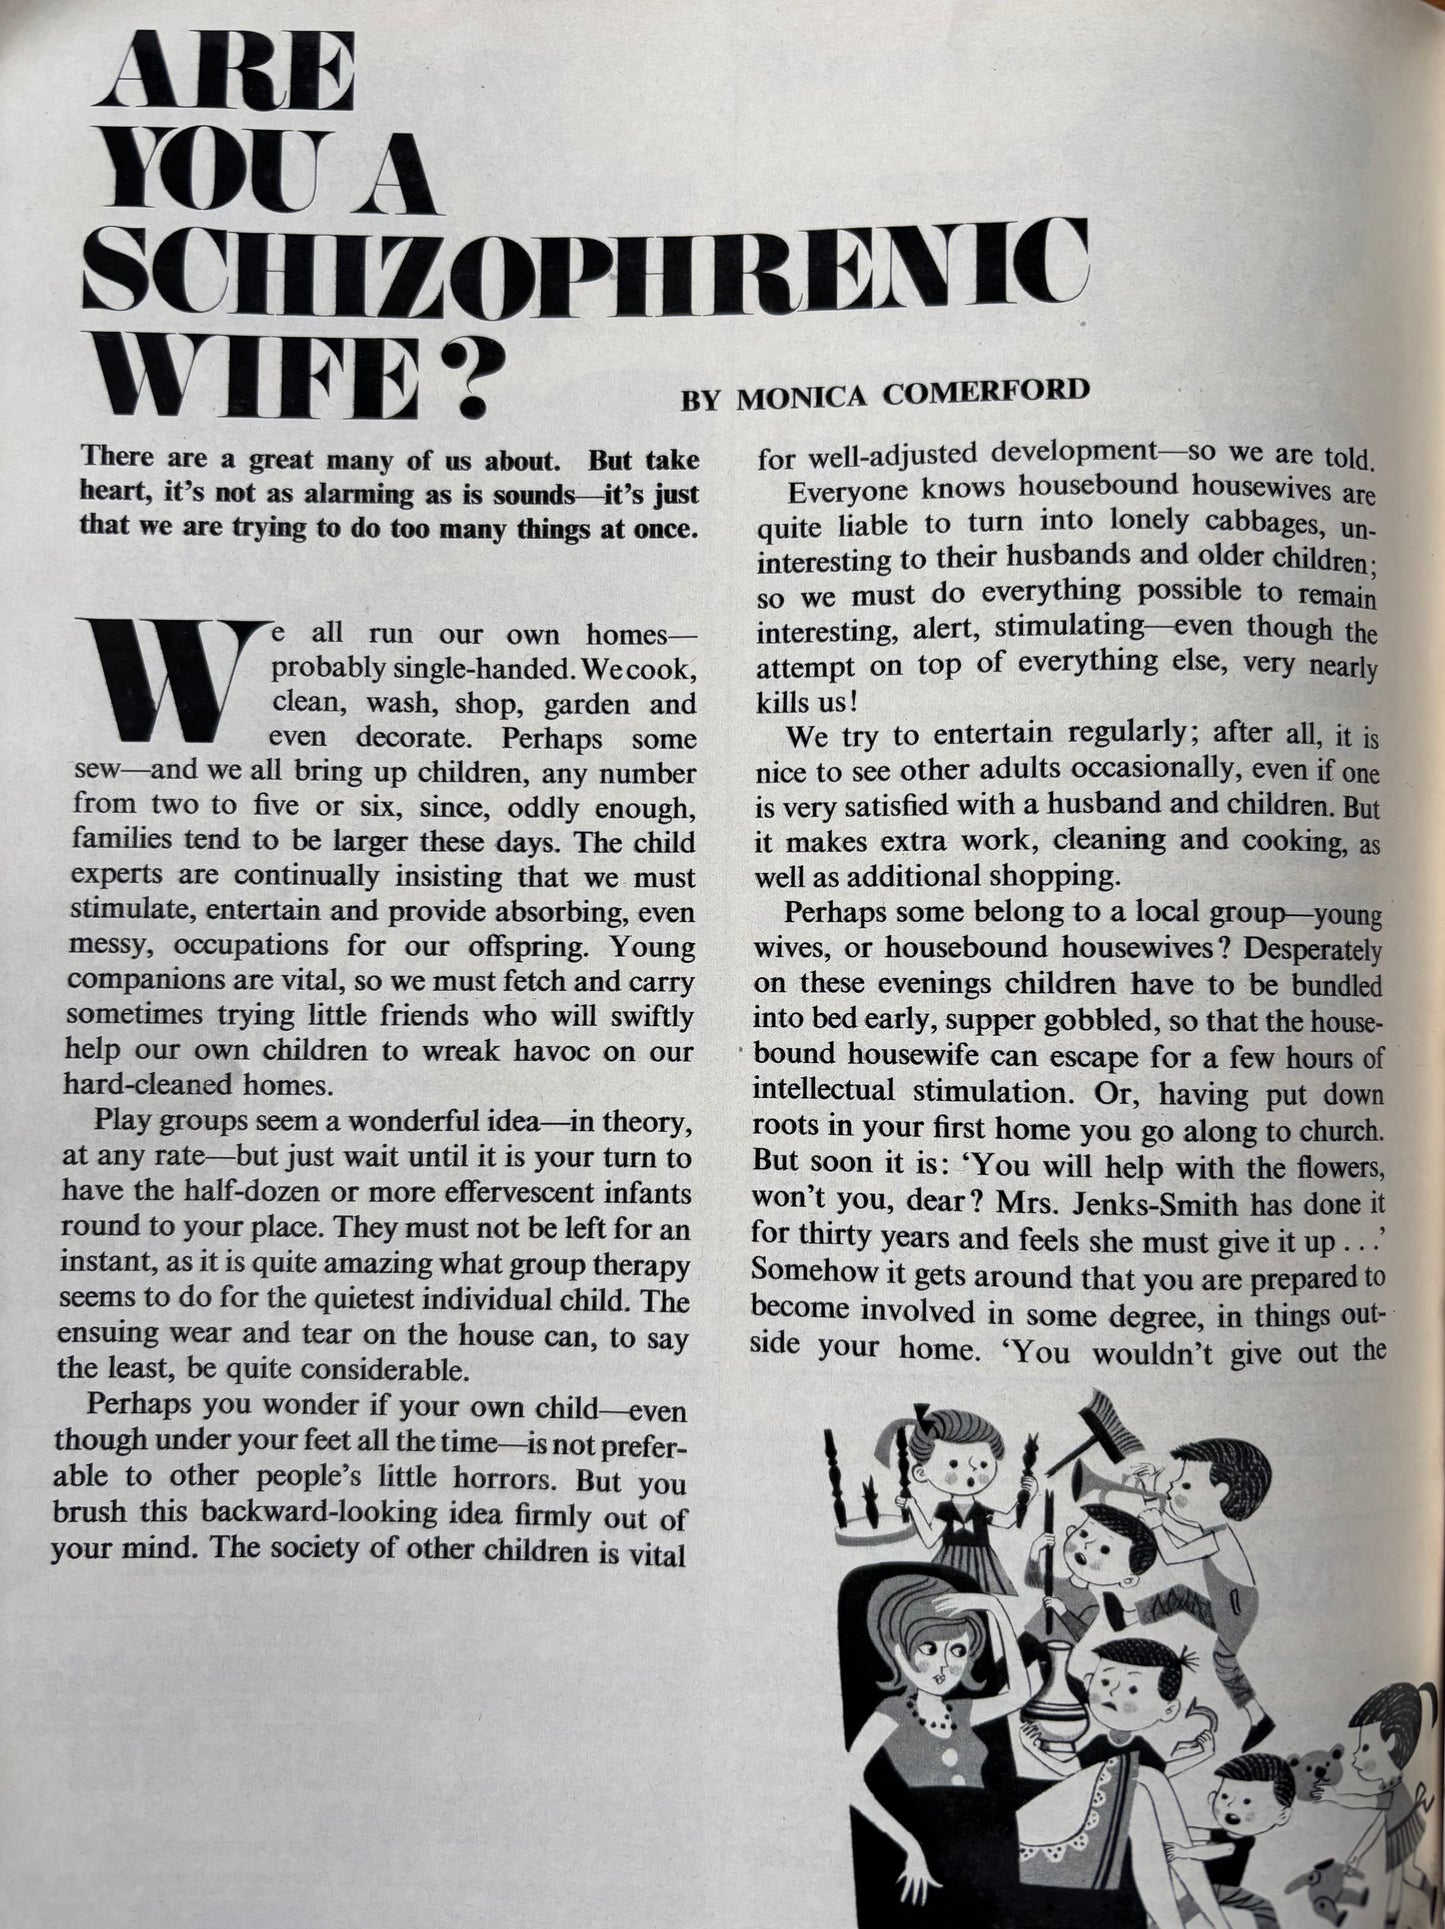 ARE
YOU A
SCHIZOPHRENIC
WIFE?
BY MONICA COMERFORD
There are a great many of us about. But take
heart, it's not as alarming as is sounds—it's just
that we are trying to do too many things at once.
We all run our own homes—
probably single-handed. We cook,
clean, wash, shop, garden and
even decorate. Perhaps some
sew—and we all bring up children, any number
from two to five or six, since, oddly enough,
families tend to be larger these days. The child
experts are continually insisting that we must
stimulate, entertain and provide absorbing, even
messy, occupations for our offspring. Young
companions are vital, so we must fetch and carry
sometimes trying little friends who will swiftly
help our own children to wreak havoc on our
hard-cleaned homes.
Play groups seem a wonderful idea—in theory,
at any rate—but just wait until it is your turn to
have the half-dozen or more effervescent infants
round to your place. They must not be left for an
instant, as it is quite amazing what group therapy
seems to do for the quietest individual child. The
ensuing wear and tear on the house can, to say
the least, be quite considerable.
Perhaps you wonder if your own child—even
though under your feet all the time—is not prefer-
able to other people's little horrors. But you
brush this backward-looking idea firmly out of
your mind. The society of other children is vital
for well-adjusted development—so we are told.
Everyone knows housebound housewives are
quite liable to turn into lonely cabbages, un-
interesting to their husbands and older children;
so we must do everything possible to remain
interesting, alert, stimulating—even though the
attempt on top of everything else, very nearly
kills us!
We try to entertain regularly; after all, it is
nice to see other adults occasionally, even if one
is very satisfied with a husband and children. But
it makes extra work, cleaning and cooking, as
well as additional shopping.
Perhaps some belong to a local group—young
wives, or housebound housewives? Desperately
on these evenings children have to be bundled
into bed early, supper gobbled, so that the house-
bound housewife can escape for a few hours of
intellectual stimulation. Or, having put down
roots in your first home you go along to church.
But soon it is: 'You will help with the flowers,
won't you, dear? Mrs. Jenks-Smith has done it
for thirty years and feels she must give it up . . .'
Somehow it gets around that you are prepared to
become involved in some degree, in things out-
side your home. 'You wouldn't give out the